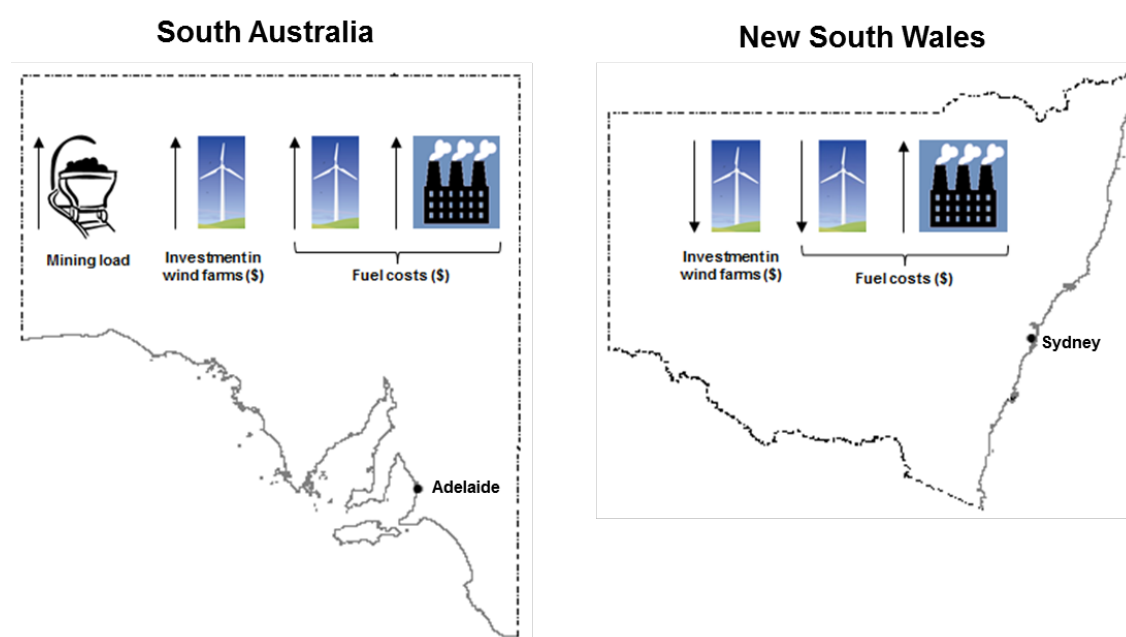 South Australia
New South Wales
Mining load
Investment in
wind farms ($)
Fuel costs ($)
Investment in
wind farms ($)
Fuel costs ($)
Sydney
Adelaide